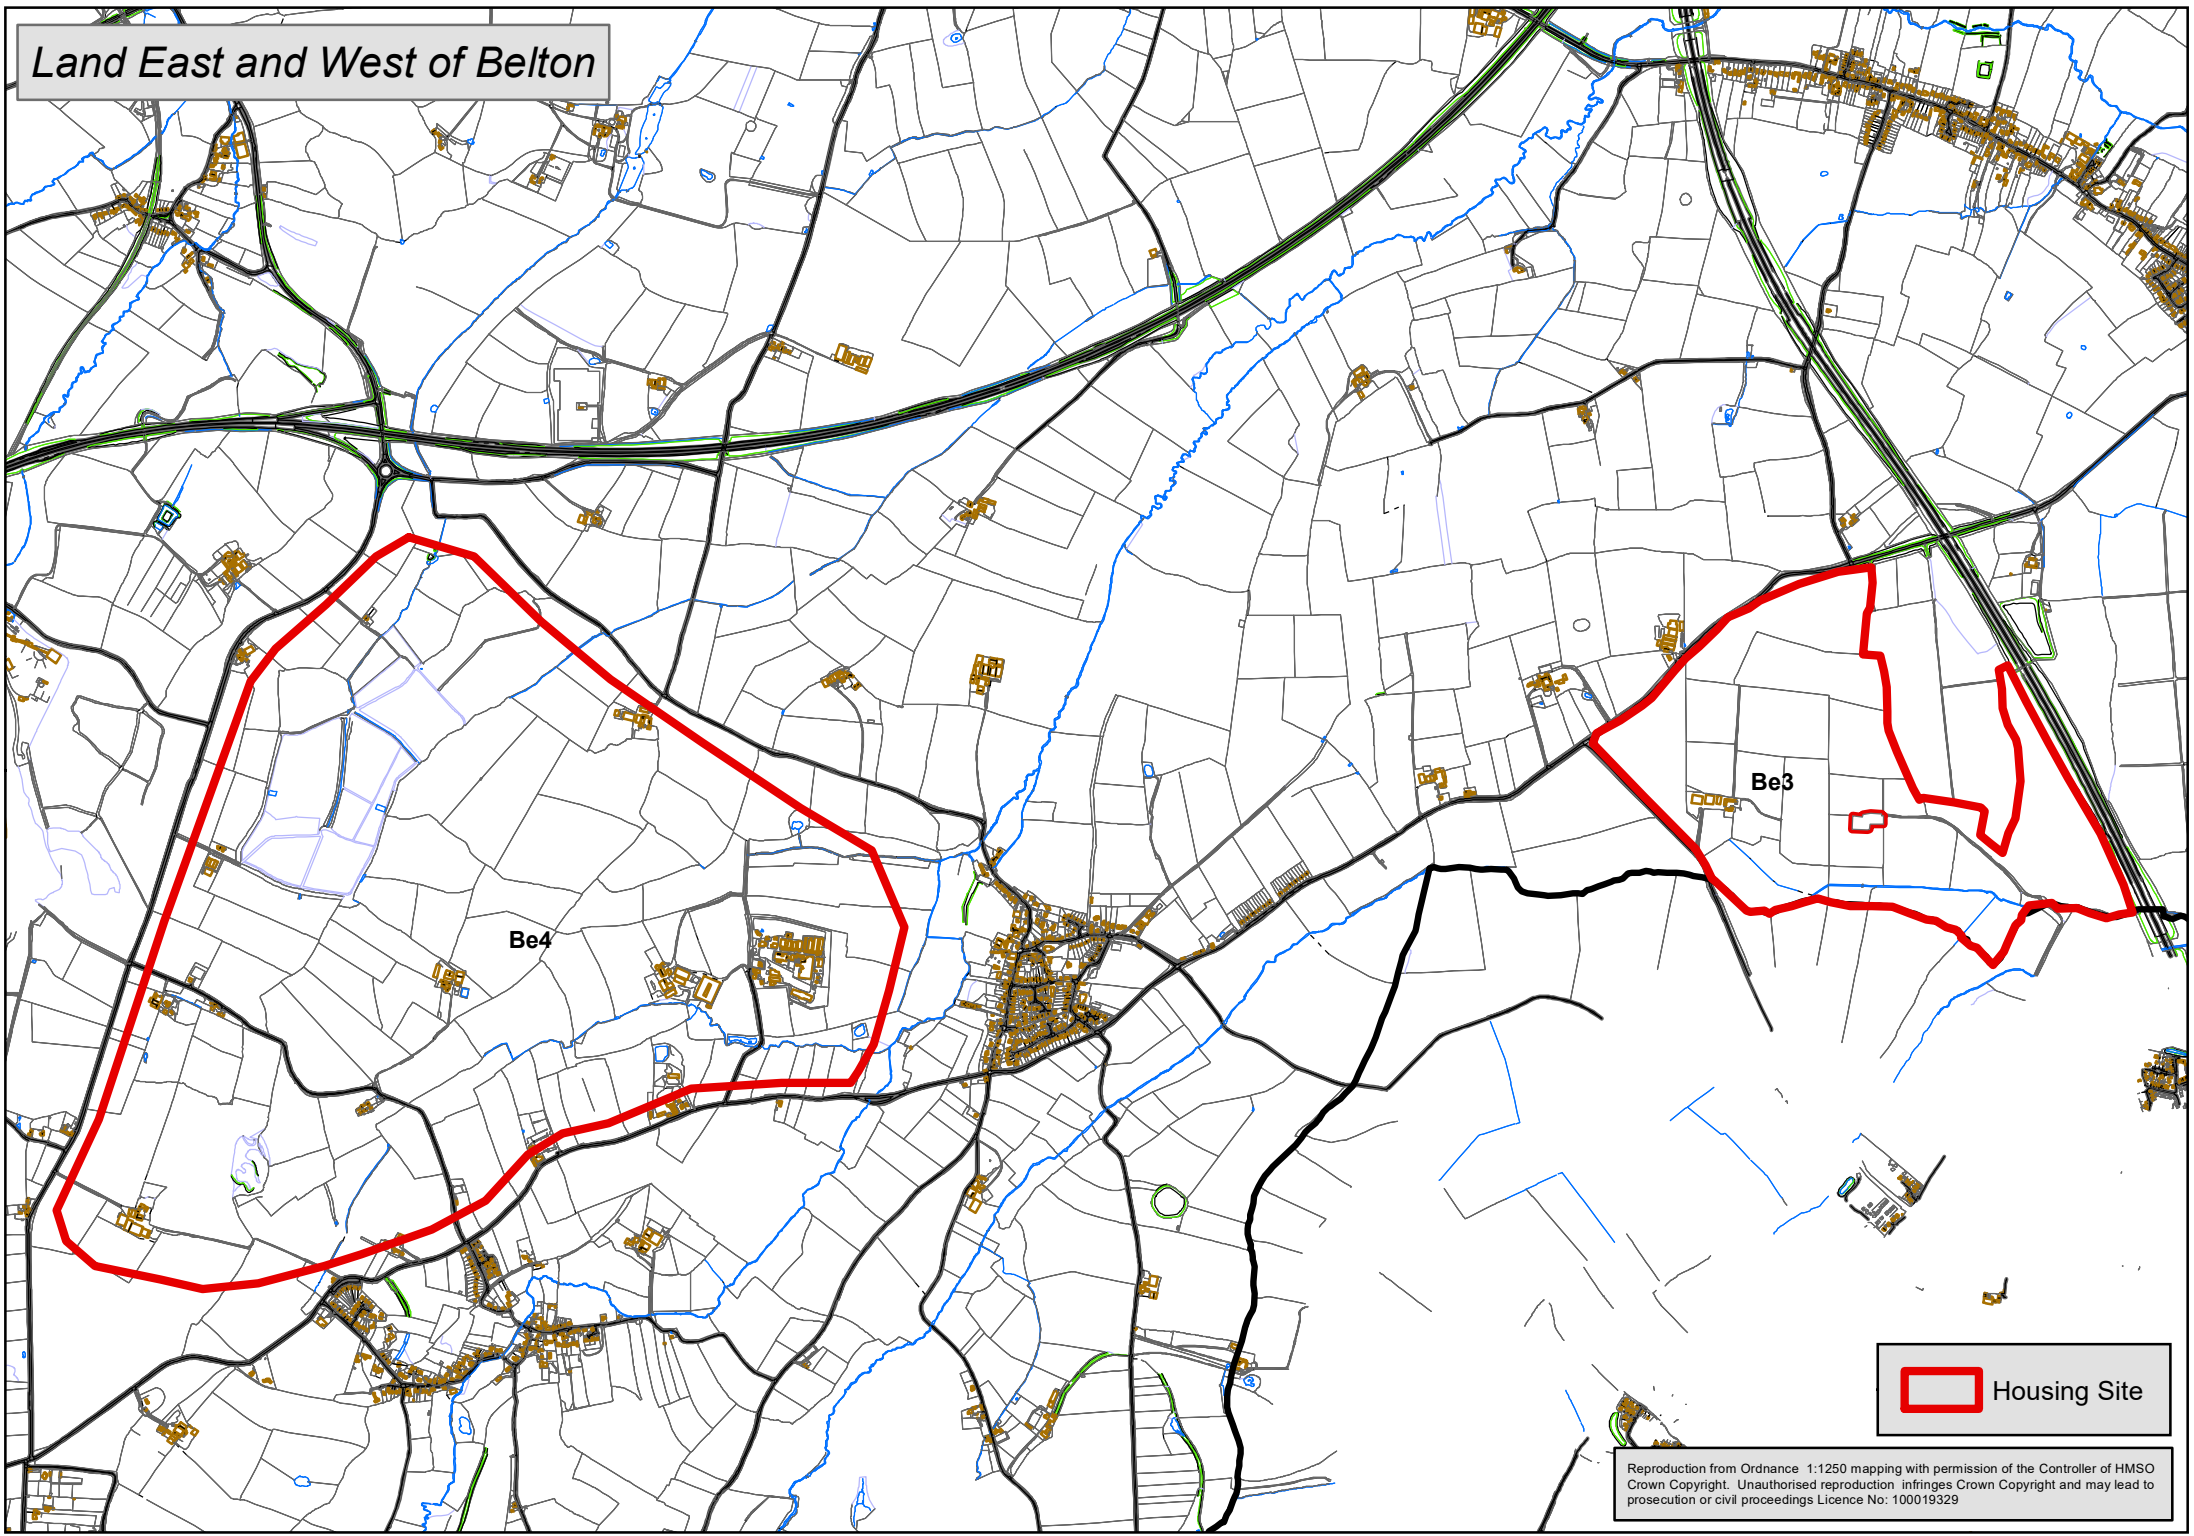 Land East and West of Belton
Be3
Be4
Housing Site
Reproduction from Ordnance 1:1250 mapping with permission of the Controller of HMSO
Crown Copyright. Unauthorised reproduction infringes Crown Copyright and may lead to
prosecution or civil proceedings Licence No: 100019329